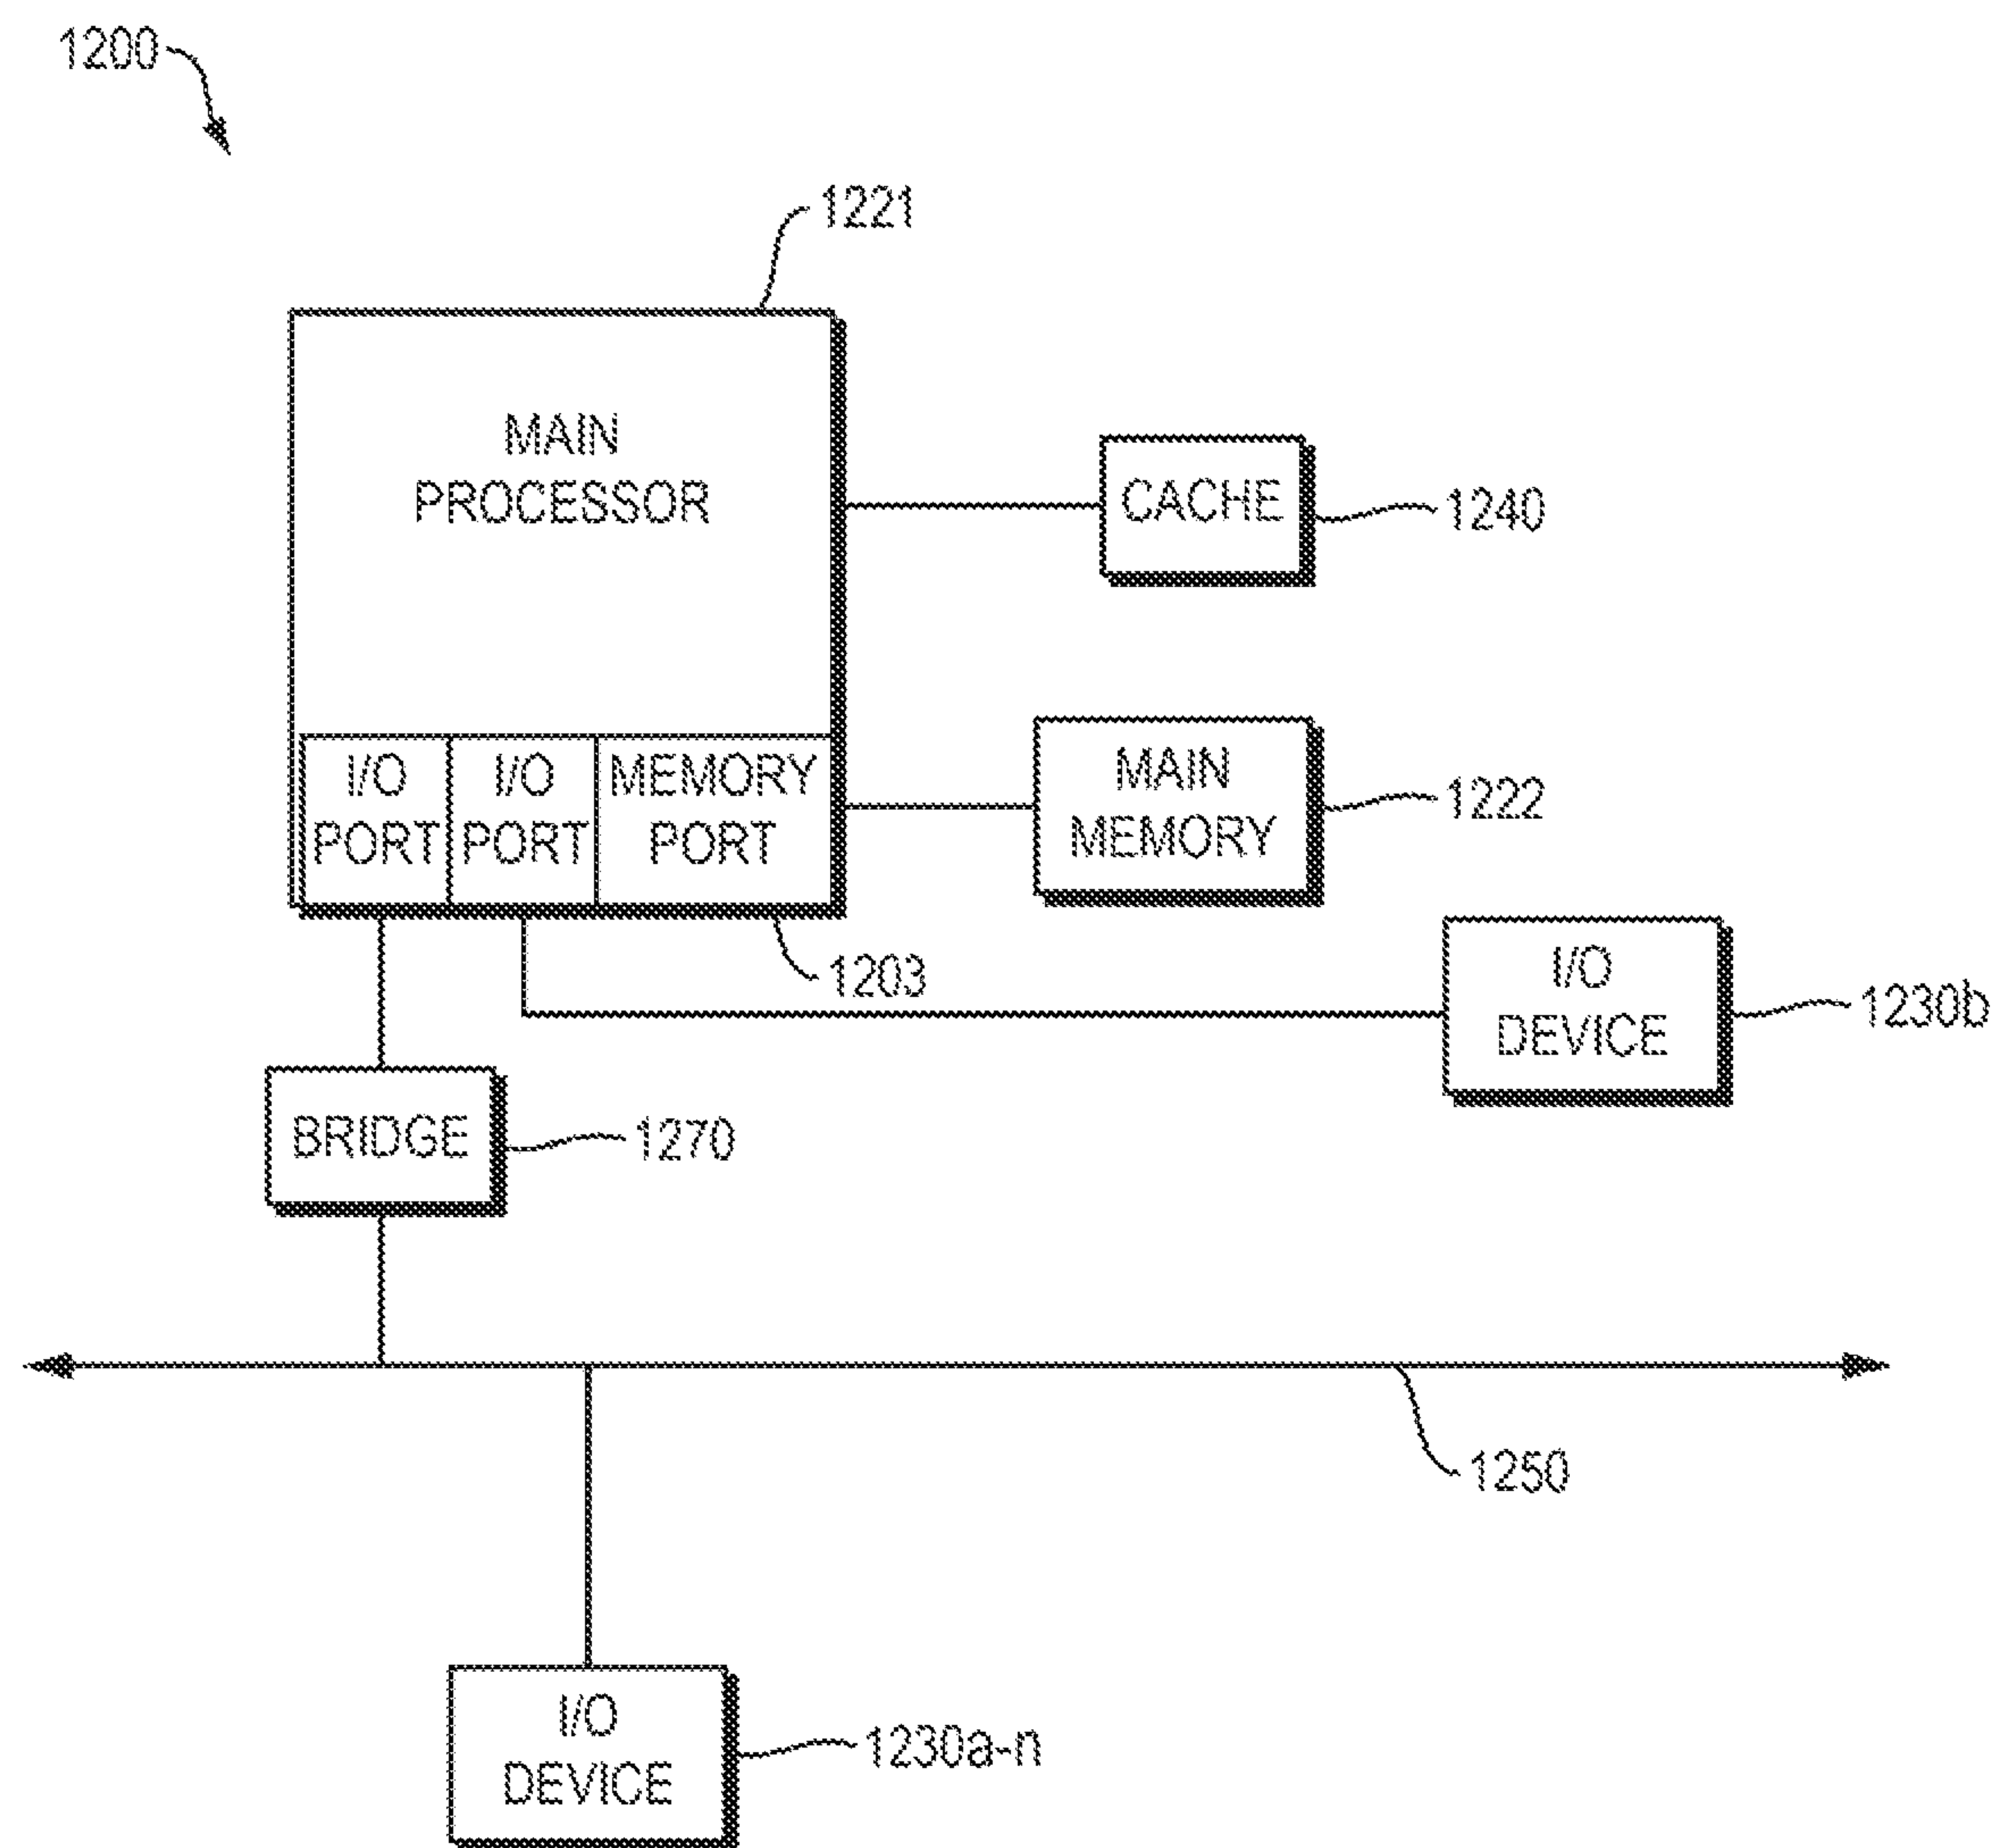 1200
1221
MAIN
PROCESSOR
CACHE
1240
I/O
PORT
I/O
PORT
MEMORY
PORT
MAIN
MEMORY
1222
1203
I/O
DEVICE
1230b
BRIDGE
1270
1250
I/O
DEVICE
1230a-n